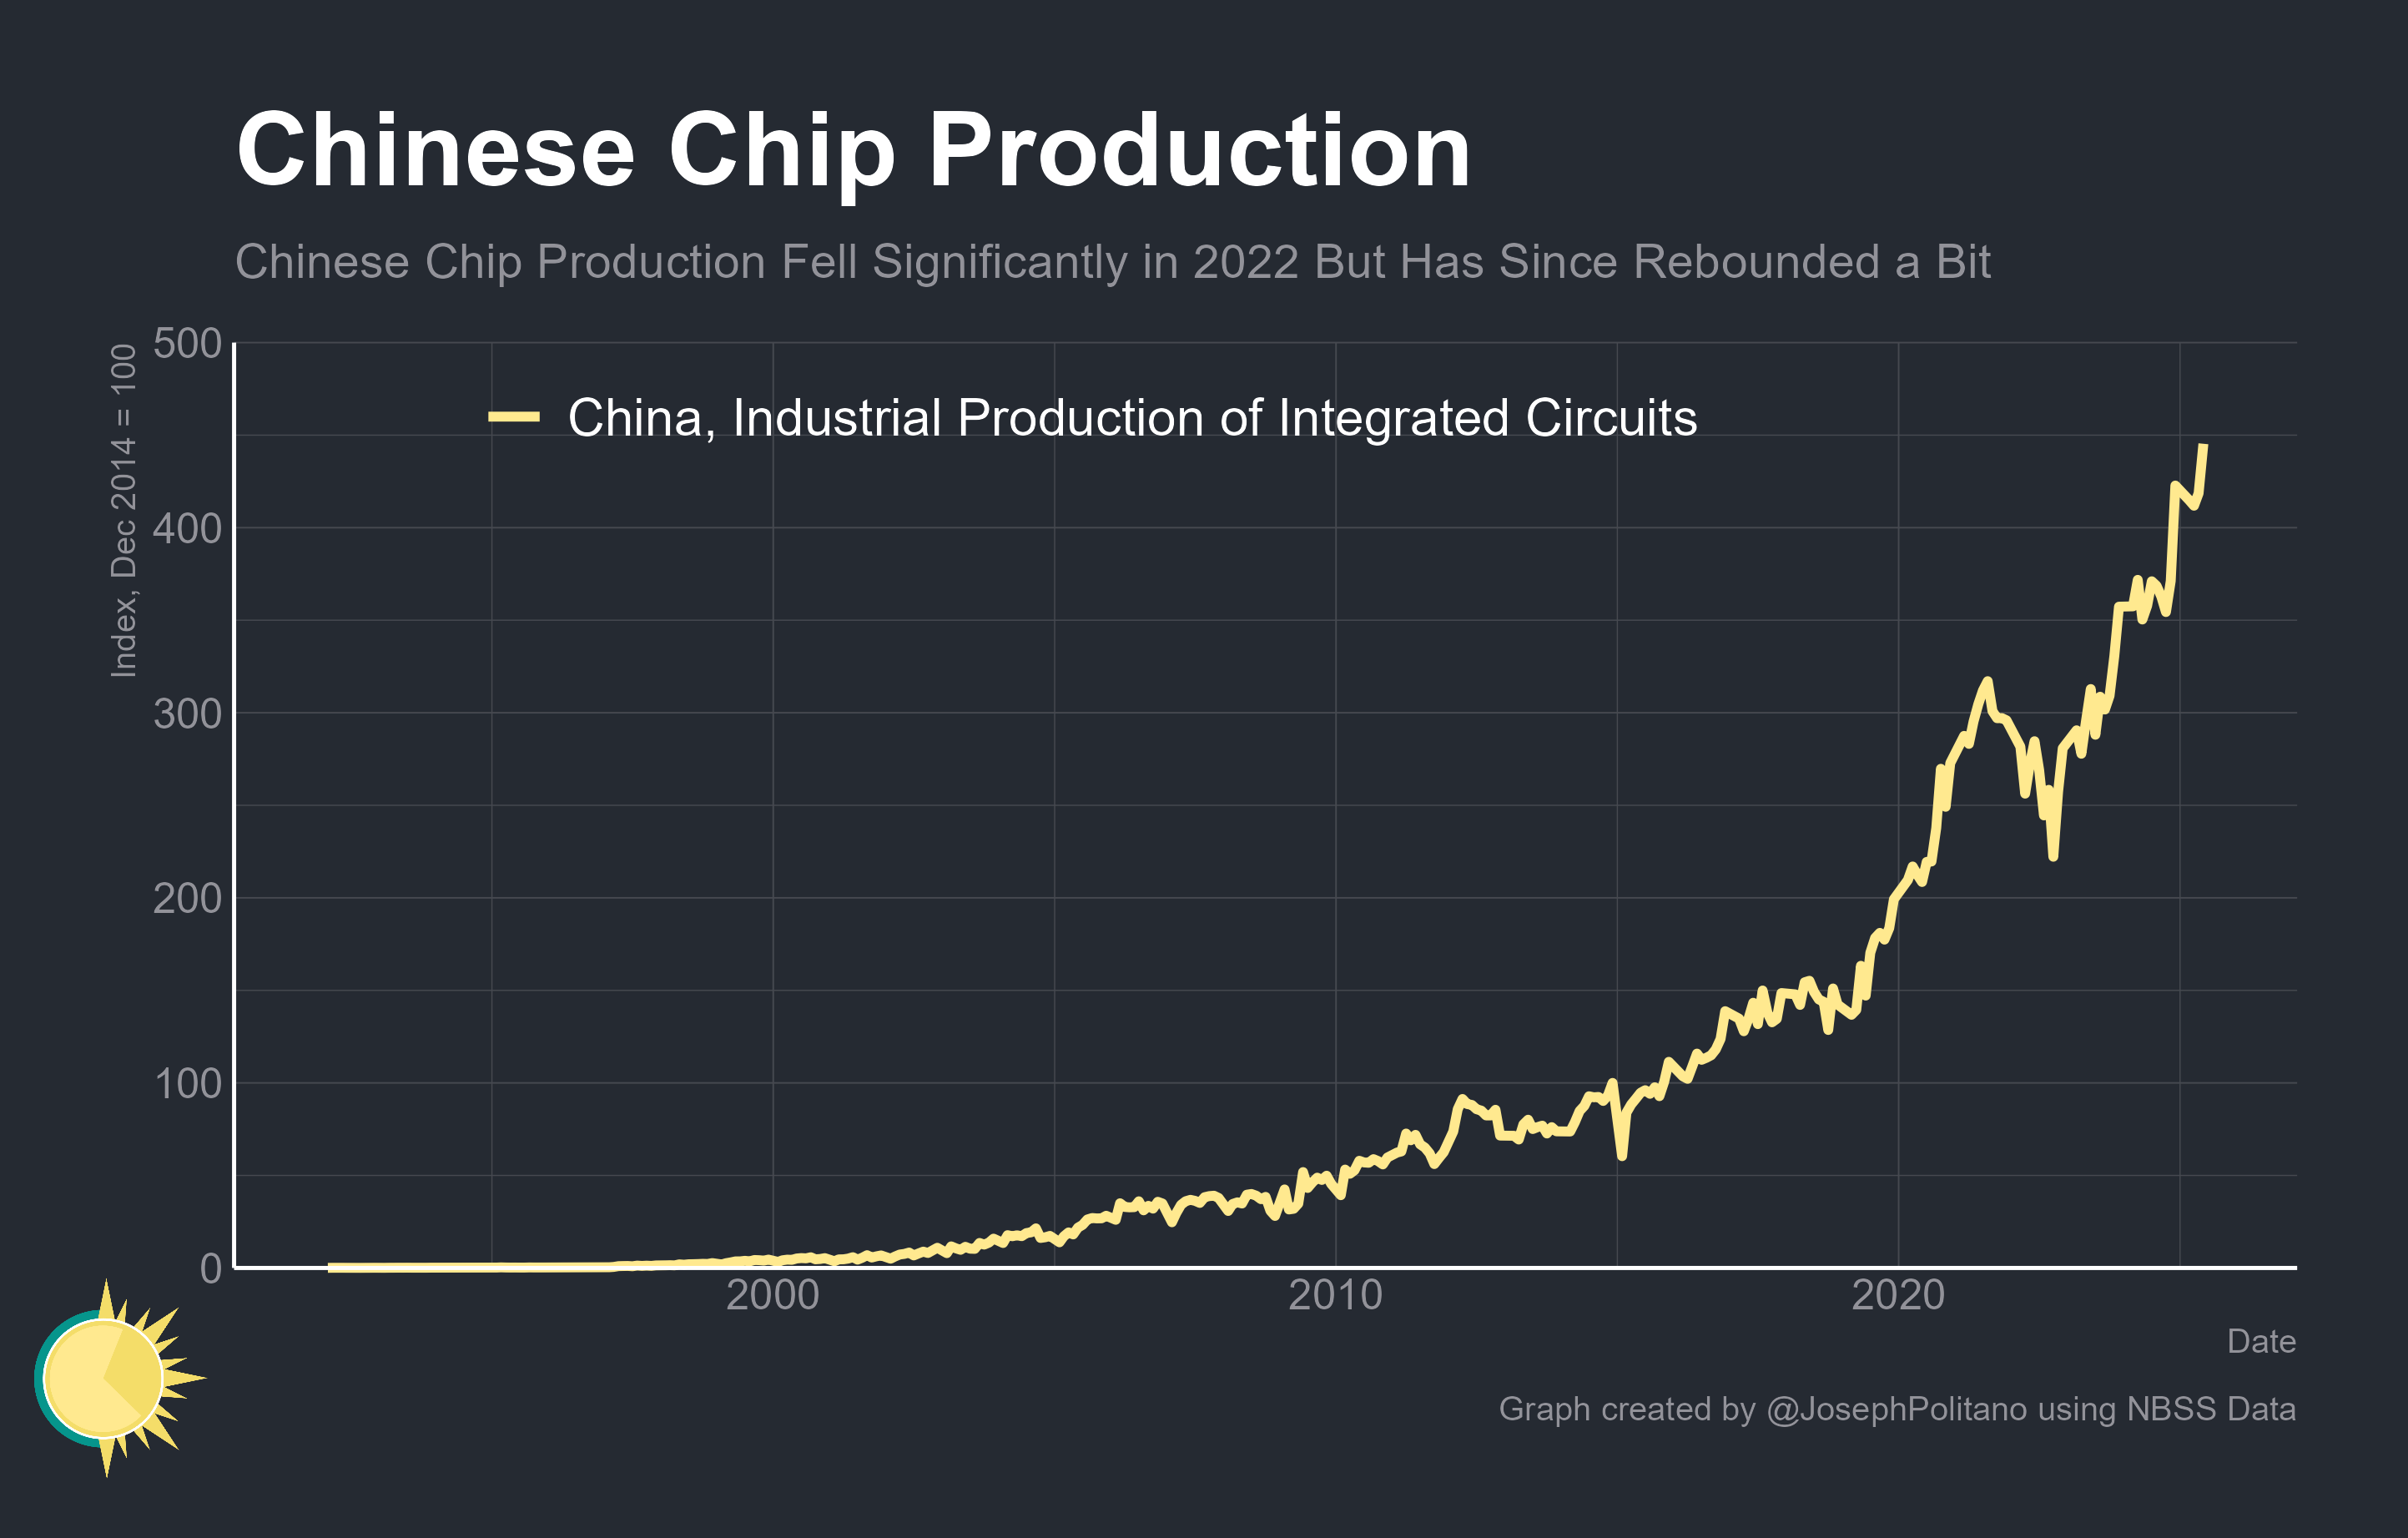 Chinese Chip Production
Chinese Chip Production Fell Significantly in 2022 But Has Since Rebounded a Bit
Index, Dec 2014 = 100
500
400
300
200
100
0
China, Industrial Production of Integrated Circuits
2000
2010
2020
Date
Graph created by @JosephPolitano using NBSS Data